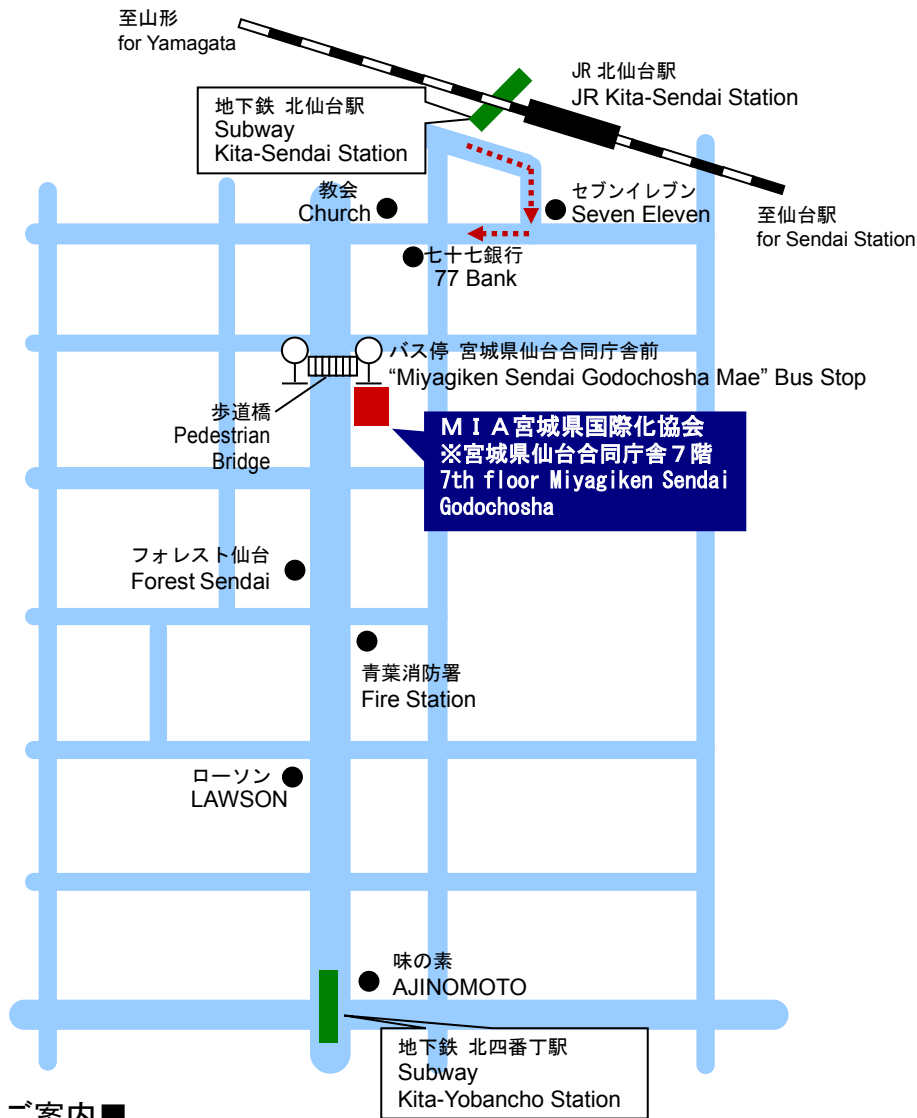 至山形
for Yamagata
JR 北仙台駅
JR Kita-Sendai Station
地下鉄 北仙台駅
Subway
Kita-Sendai Station
教会
Church
セブンイレブン
Seven Eleven
至仙台駅
for Sendai Station
七十七銀行
77 Bank
バス停 宮城県仙台合同庁舎前
“Miyagiken Sendai Godochosha Mae” Bus Stop
歩道橋
Pedestrian
Bridge
ＭＩＡ宮城県国際化協会
※宮城県仙台合同庁舎７階
7th floor Miyagiken Sendai
Godochosha
フォレスト仙台
Forest Sendai
青葉消防署
Fire Station
ローソン
LAWSON
味の素
AJINOMOTO
地下鉄 北四番丁駅
Subway
Kita-Yobancho Station
ご案内■